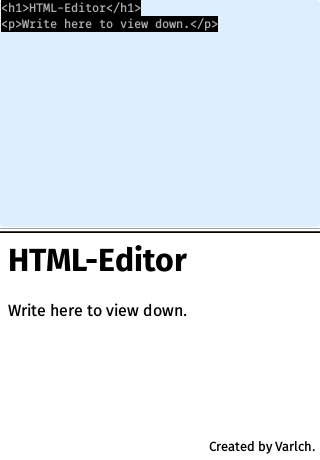 <h1>HTML-Editor</h1>
<p>Write here to view down.</p>
HTML-Editor
Write here to view down.
Created by Varlch.